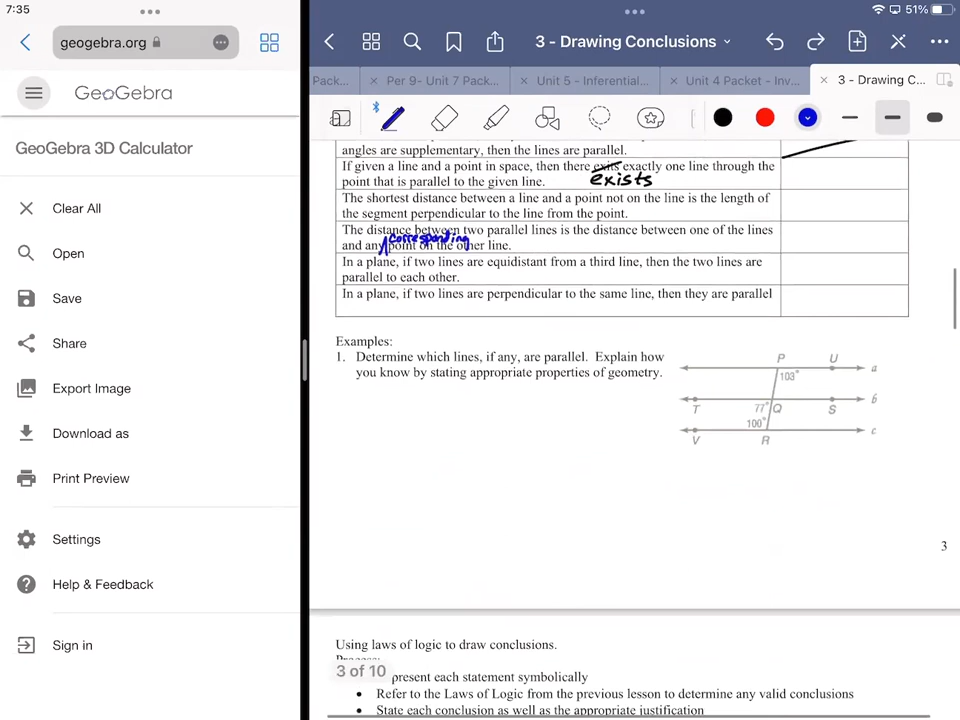 7:35
51%
geogebra.org
3 - Drawing Conclusions
GeoGebra
Pack...
Per 9- Unit 7 Pack...
Unit 5 - Inferential...
Unit 4 Packet - Inv...
3 - Drawing C...
GeoGebra 3D Calculator
Clear All
Open
Save
Share
Export Image
Download as
Print Preview
Settings
Help & Feedback
Sign in
angles are supplementary, then the lines are parallel.
If given a line and a point in space, then there exits exactly one line through the
point that is parallel to the given line.
exists
The shortest distance between a line and a point not on the line is the length of
the segment perpendicular to the line from the point.
The distance between two parallel lines is the distance between one of the lines
corresponding
and any point on the other line.
In a plane, if two lines are equidistant from a third line, then the two lines are
parallel to each other.
In a plane, if two lines are perpendicular to the same line, then they are parallel
Examples:
1. Determine which lines, if any, are parallel. Explain how
you know by stating appropriate properties of geometry.
P U a
103°
b
T 77° Q S
100°
V R c
3
Using laws of logic to draw conclusions.
Process:
3 of 10
present each statement symbolically
• Refer to the Laws of Logic from the previous lesson to determine any valid conclusions
• State each conclusion as well as the appropriate justification